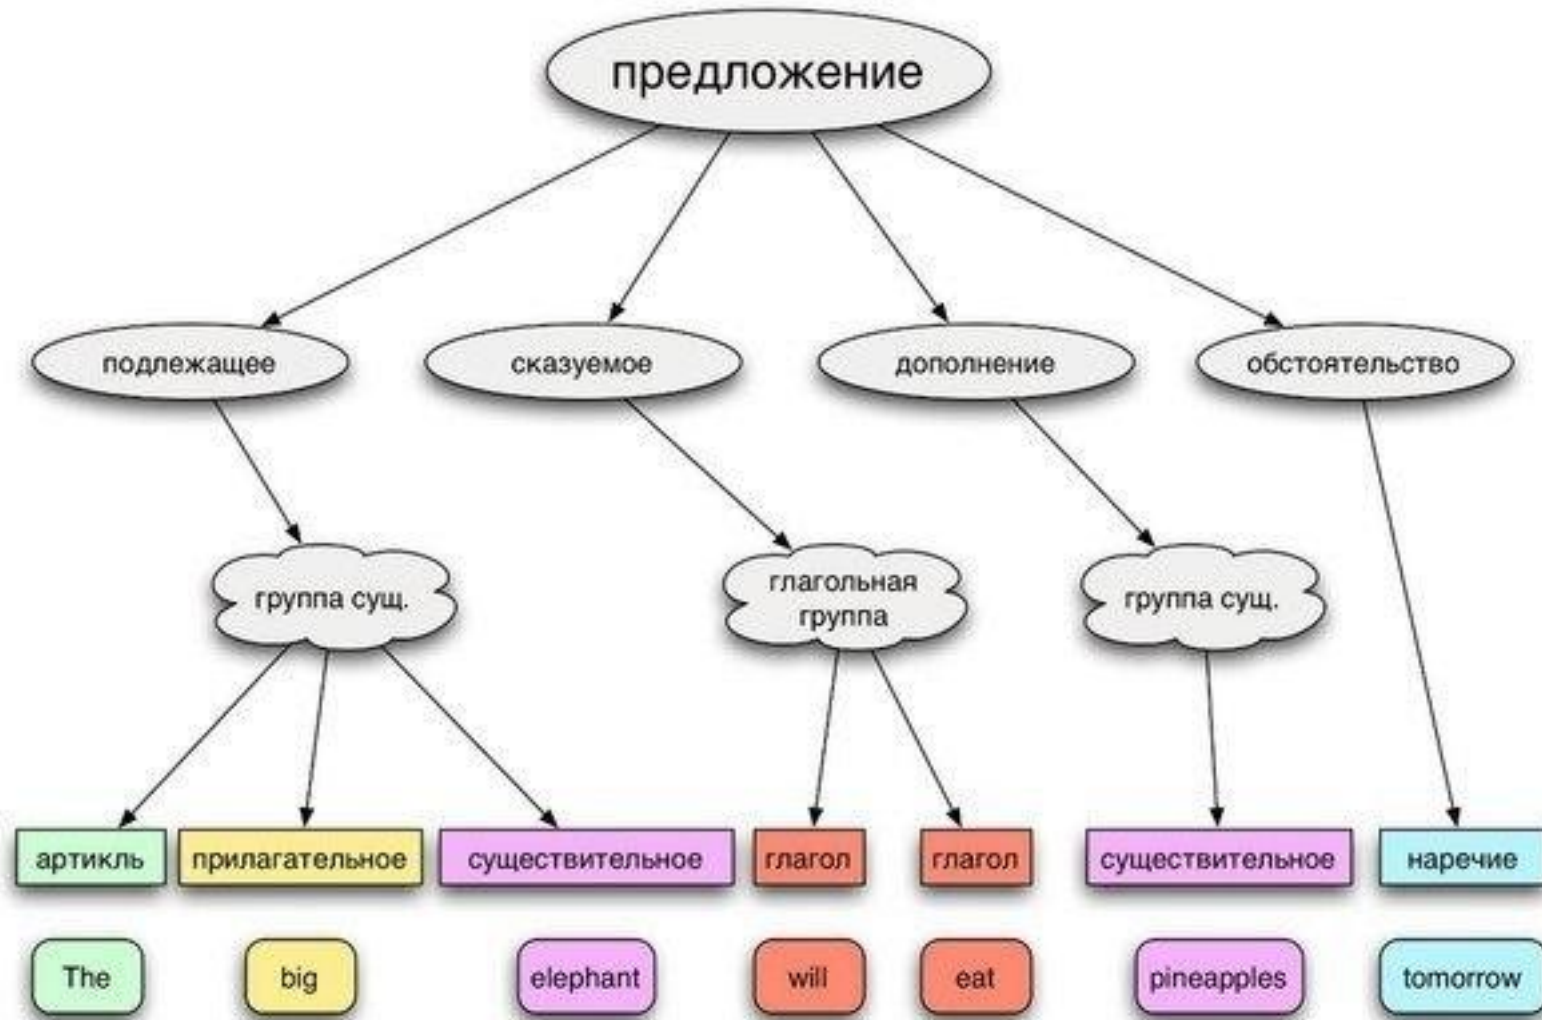 предложение
подлежащее
сказуемое
дополнение
обстоятельство
группа сущ.
глагольная
группа
группа сущ.
артикль
прилагательное
существительное
глагол
глагол
существительное
наречие
The
big
elephant
will
eat
pineapples
tomorrow